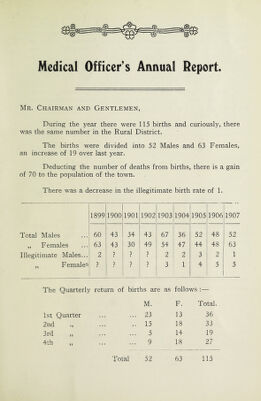 Medical Officer's Annual Report.
MR. CHAIRMAN AND GENTLEMEN,
During the year there were 115 births and curiously, there
was the same number in the Rural District.
The births were divided into 52 Males and 63 Females,
an increase of 19 over last year.
Deducting the number of deaths from births, there is a gain
of 70 to the population of the town.
There was a decrease in the illegitimate birth rate of 1.
1899 1900 1901 1902 1903 1904 1905 1906 1907
Total Males ... 60 43 34 43 67 36 52 48 52
„ Females ... 63 43 30 49 54 47 44 48 63
Illegitimate Males... 2 ? ? ? 2 2 3 2 1
„ Females ? ? ? ? 3 1 4 3 3
The Quarterly return of births are as follows :—
M. F. Total.
1st Quarter ... ... 23 13 36
2nd „ ... ... 15 18 33
3rd „ ... ... 5 14 19
4th „ ... ... 9 18 27
Total 52 63 115